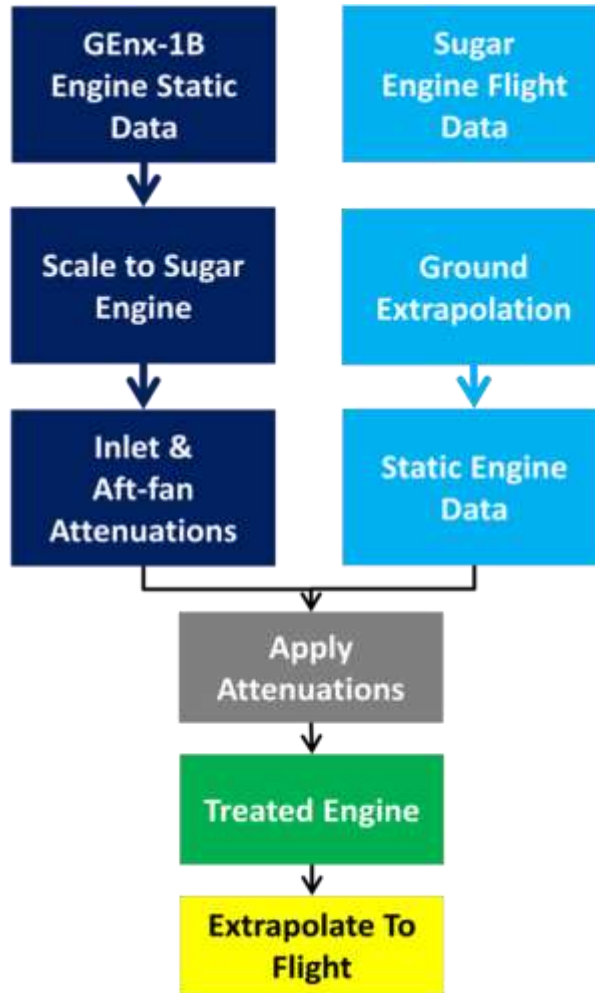 GEnx-1B
Engine Static
Data
Sugar
Engine Flight
Data
Scale to Sugar
Engine
Ground
Extrapolation
Inlet &
Aft-fan
Attenuations
Static Engine
Data
Apply
Attenuations
Treated Engine
Extrapolate To
Flight